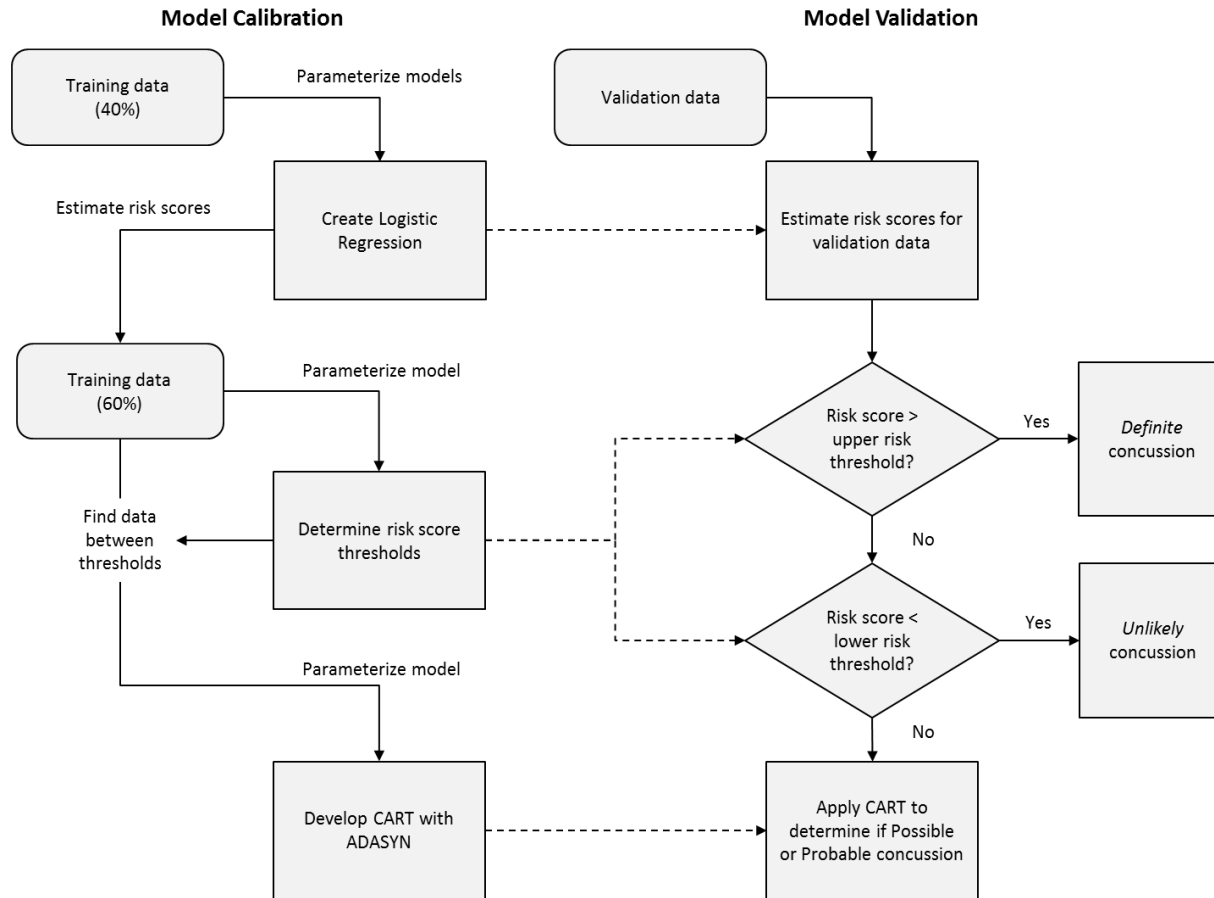 Model Calibration
Model Validation
Training data
(40%)
Parameterize models
Validation data
Estimate risk scores
Create Logistic
Regression
Estimate risk scores for
validation data
Training data
(60%)
Parameterize model
Risk score >
upper risk
threshold?
Yes
Definite
concussion
Find data
between
thresholds
Determine risk score
thresholds
No
Risk score <
lower risk
threshold?
Yes
Unlikely
concussion
Parameterize model
No
Develop CART with
ADASYN
Apply CART to
determine if Possible
or Probable concussion